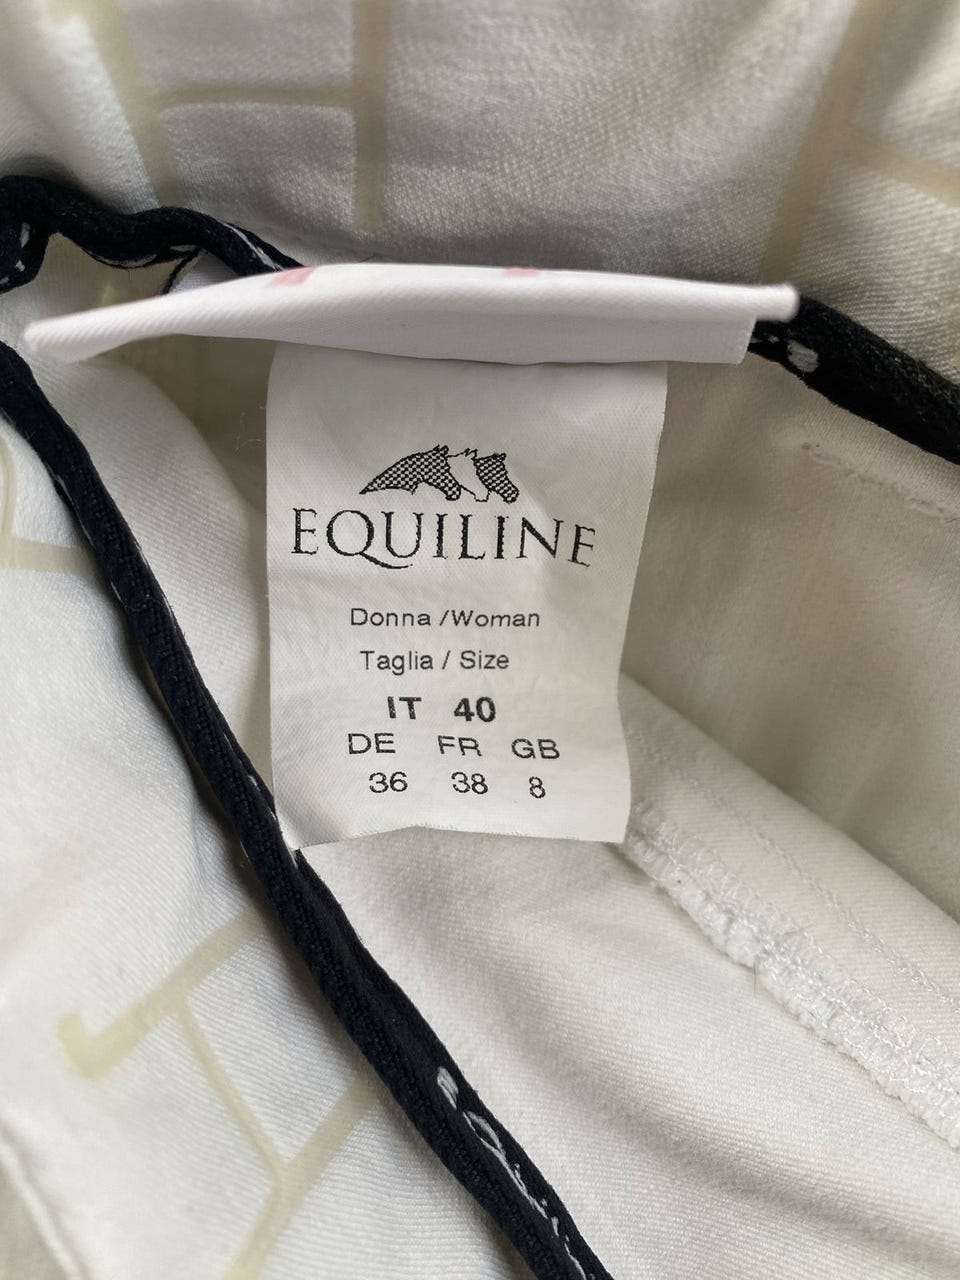 EQUILINE
Donna /Woman
Taglia / Size
IT 40
DE FR GB
36 38 8